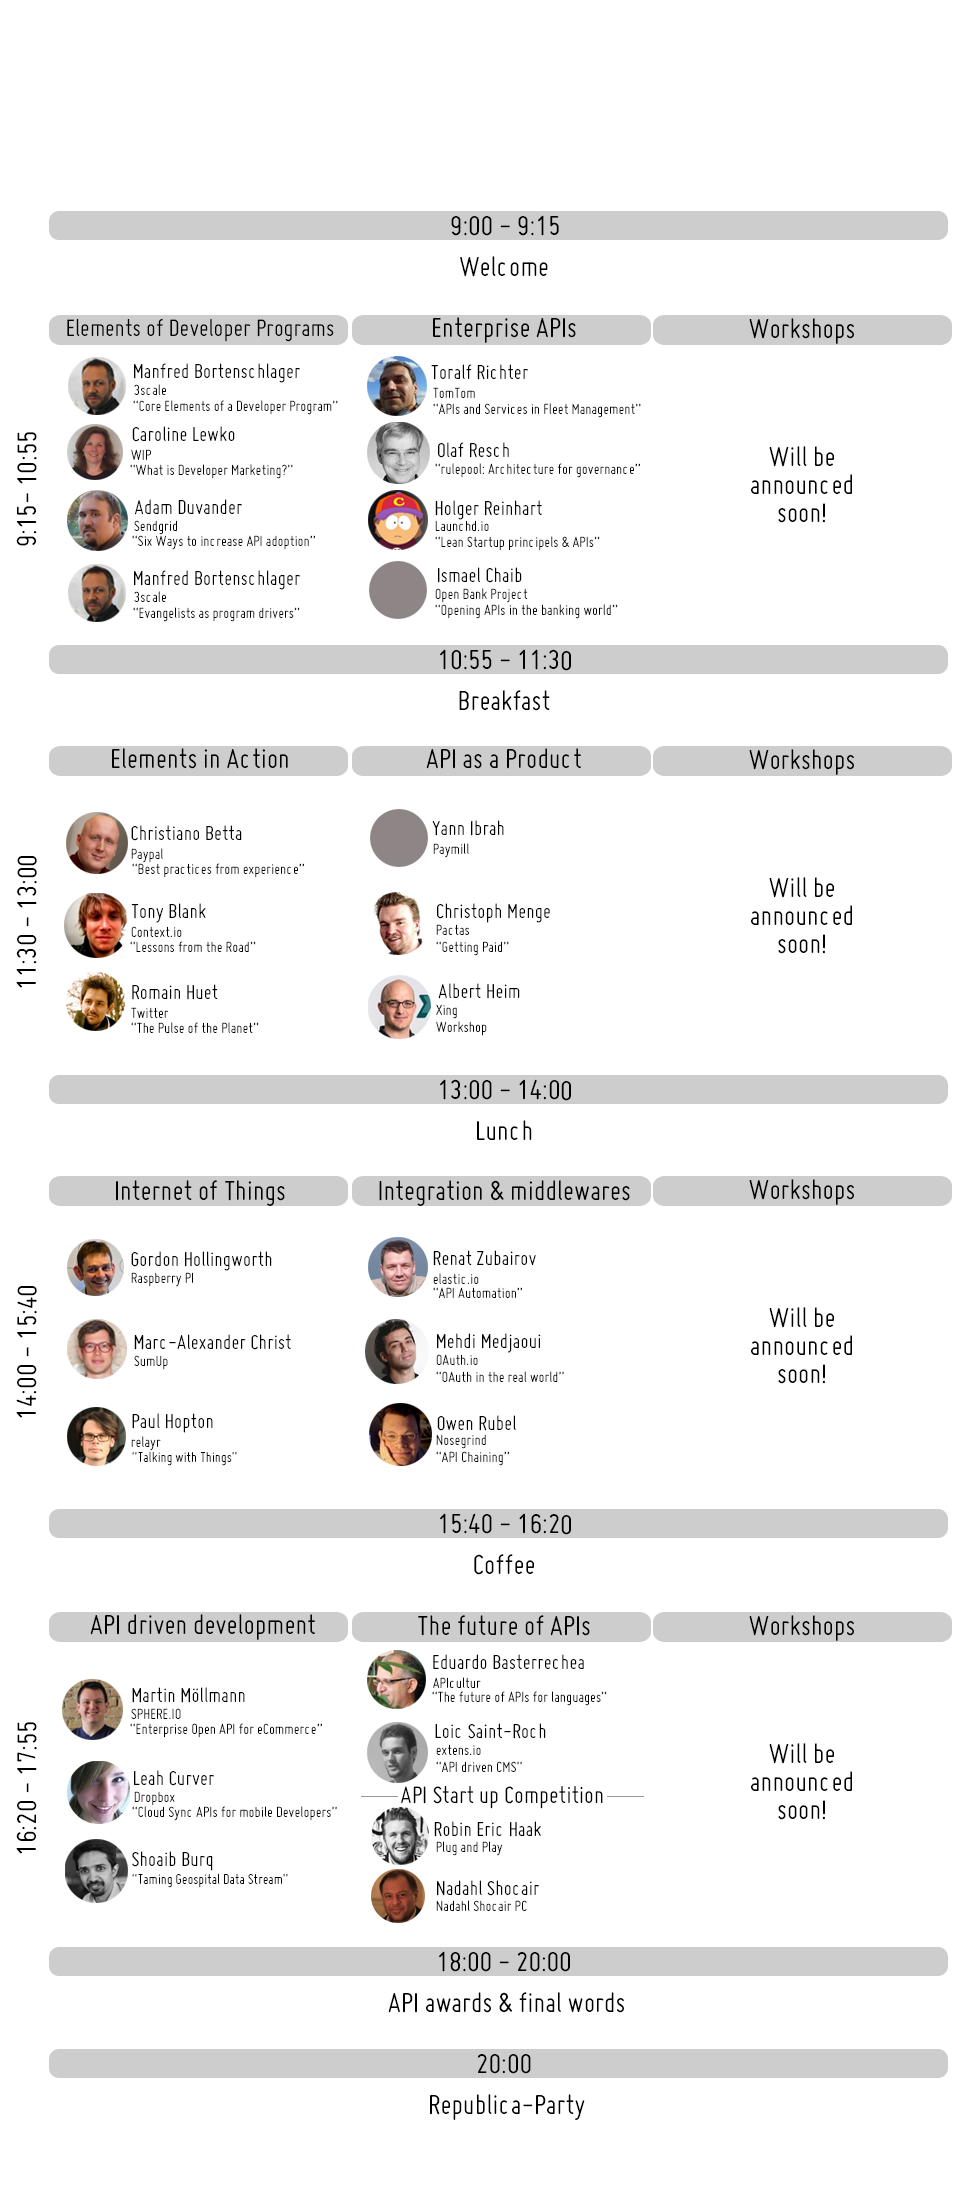 9:00 - 9:15
Welcome
9:15- 10:55
Elements of Developer Programs
Manfred Bortenschlager
3scale
"Core Elements of a Developer Program"
Caroline Lewko
WIP
"What is Developer Marketing?"
Adam Duvander
Sendgrid
"Six Ways to increase API adoption"
Manfred Bortenschlager
3scale
"Evangelists as program drivers"
Enterprise APIs
Toralf Richter
TomTom
"APIs and Services in Fleet Management"
Olaf Resch
"rulepool: Architecture for governance"
Holger Reinhart
Launchd.io
"Lean Startup principels & APIs"
Ismael Chaib
Open Bank Project
"Opening APIs in the banking world"
Workshops
Will be
announced
soon!
10:55 - 11:30
Breakfast
11:30 - 13:00
Elements in Action
Christiano Betta
Paypal
"Best practices from experience"
Tony Blank
Context.io
"Lessons from the Road"
Romain Huet
Twitter
"The Pulse of the Planet"
API as a Product
Yann Ibrah
Paymill
Christoph Menge
Pactas
"Getting Paid"
Albert Heim
Xing
Workshop
Workshops
Will be
announced
soon!
13:00 - 14:00
Lunch
14:00 - 15:40
Internet of Things
Gordon Hollingworth
Raspberry PI
Marc-Alexander Christ
SumUp
Paul Hopton
relayr
"Talking with Things"
Integration & middlewares
Renat Zubairov
elastic.io
"API Automation"
Mehdi Medjaoui
OAuth.io
"OAuth in the real world"
Owen Rubel
Nosegrind
"API Chaining"
Workshops
Will be
announced
soon!
15:40 - 16:20
Coffee
16:20 - 17:55
API driven development
Martin Möllmann
SPHERE.IO
"Enterprise Open API for eCommerce"
Leah Curver
Dropbox
"Cloud Sync APIs for mobile Developers"
Shoaib Burq
"Taming Geospital Data Stream"
The future of APIs
Eduardo Basterrechea
APIcultur
"The future of APIs for languages"
Loic Saint-Roch
extens.io
"API driven CMS"
API Start up Competition
Robin Eric Haak
Plug and Play
Nadahl Shocair
Nadahl Shocair PC
Workshops
Will be
announced
soon!
18:00 - 20:00
API awards & final words
20:00
Republica-Party